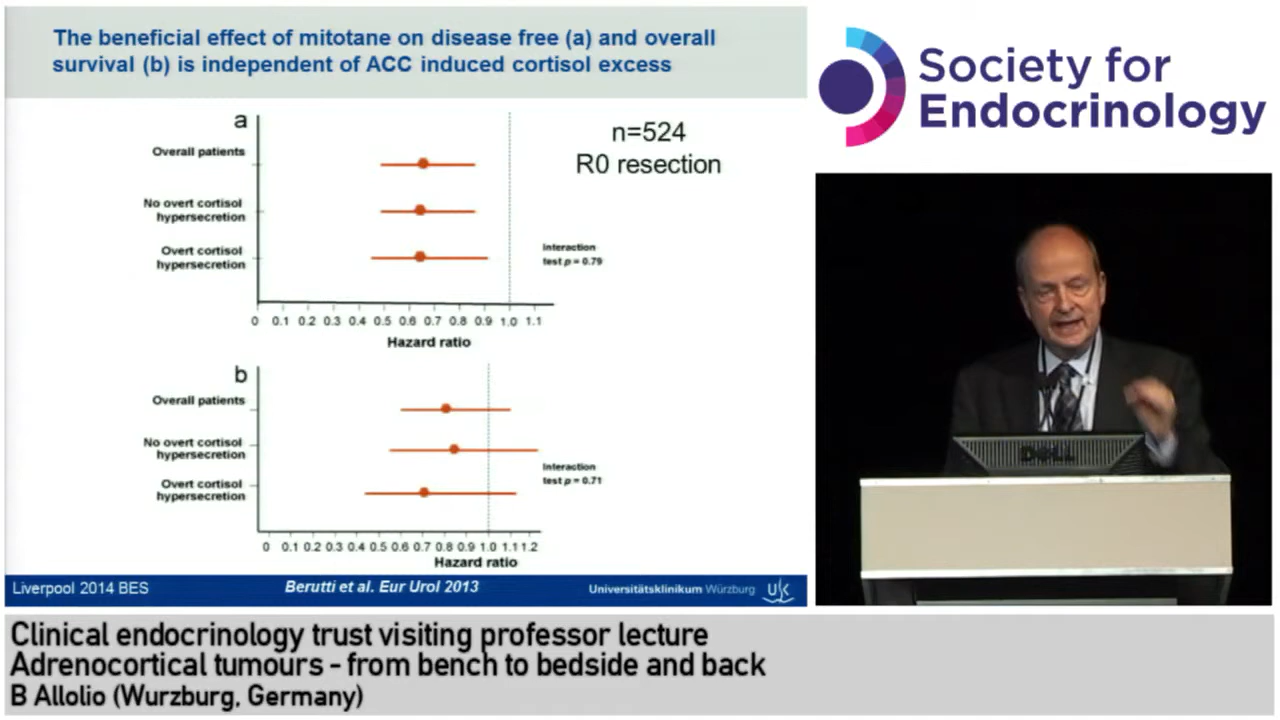 The beneficial effect of mitotane on disease free (a) and overall
survival (b) is independent of ACC induced cortisol excess
Society for
Endocrinology
a
n=524
R0 resection
Overall patients
No overt cortisol
hypersecretion
Overt cortisol
hypersecretion
Interaction
test p = 0.79
0 0.1 0.2 0.3 0.4 0.5 0.6 0.7 0.8 0.9 1.0 1.1
Hazard ratio
b
Overall patients
No overt cortisol
hypersecretion
Overt cortisol
hypersecretion
Interaction
test p = 0.71
0 0.1 0.2 0.3 0.4 0.5 0.6 0.7 0.8 0.9 1.0 1.1 1.2
Hazard ratio
DELL
Liverpool 2014 BES
Berutti et al. Eur Urol 2013
Universitätsklinikum Würzburg
UK
Clinical endocrinology trust visiting professor lecture
Adrenocortical tumours - from bench to bedside and back
B Allolio (Wurzburg, Germany)